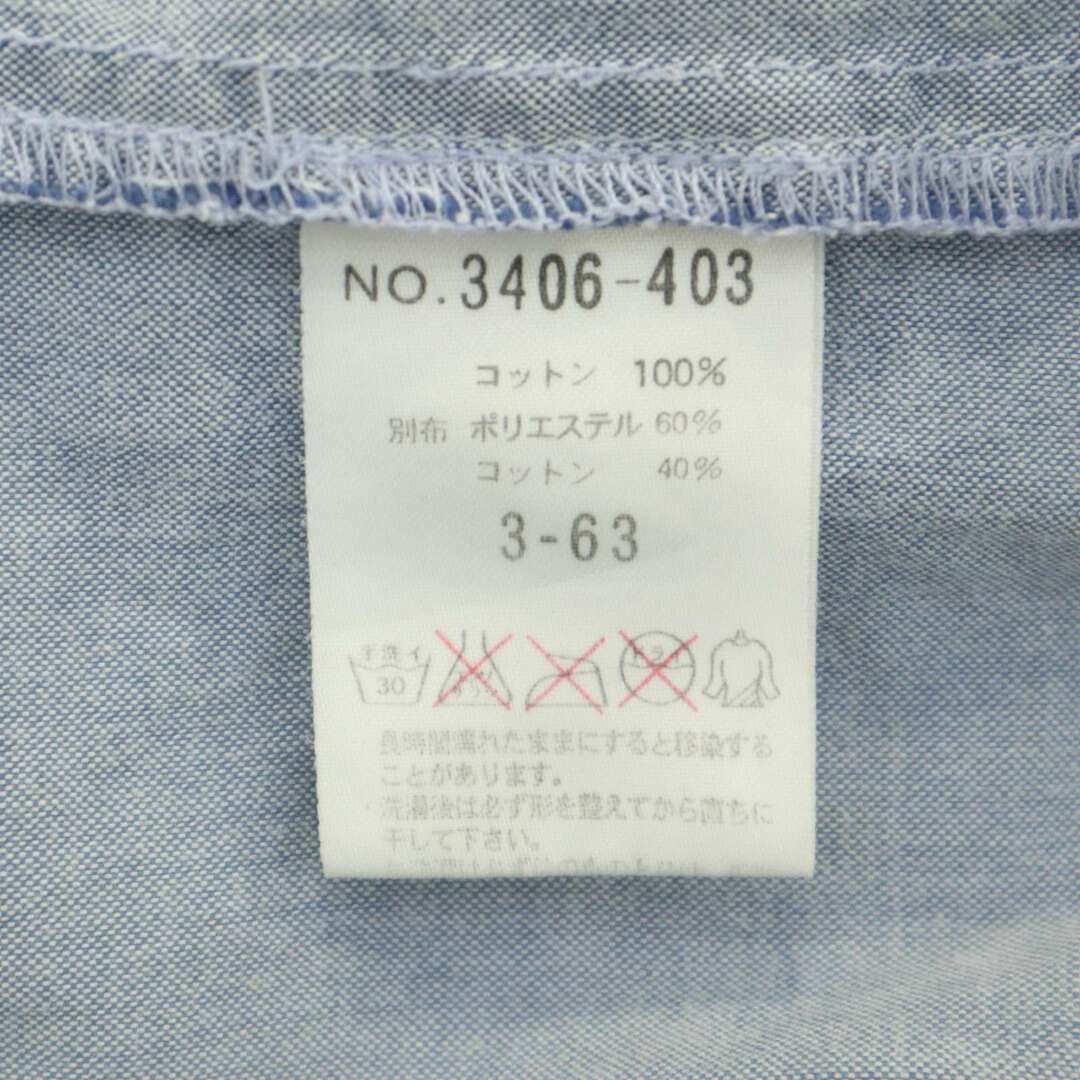 NO. 3406-403
コットン 100%
別布 ポリエステル 60%
コットン 40%
3-63
手洗イ
30
ドライ
長時間濡れたままにすると移染する
ことがあります。
・洗濯後は必ず形を整えてから直ちに
干して下さい。